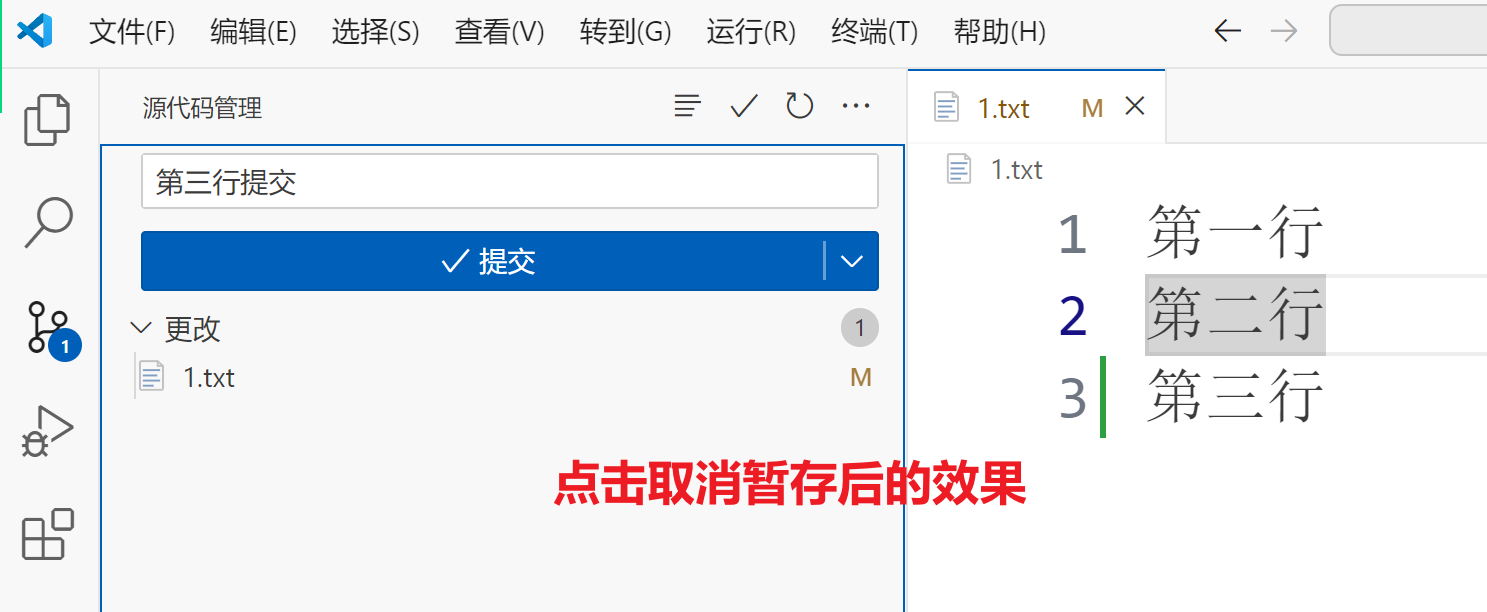 文件(F) 编辑(E) 选择(S) 查看(V) 转到(G) 运行(R) 终端(T) 帮助(H)
源代码管理
1.txt M
第三行提交
1.txt
提交
1 第一行
2 第二行
更改 1
1
1.txt M
3 第三行
点击取消暂存后的效果